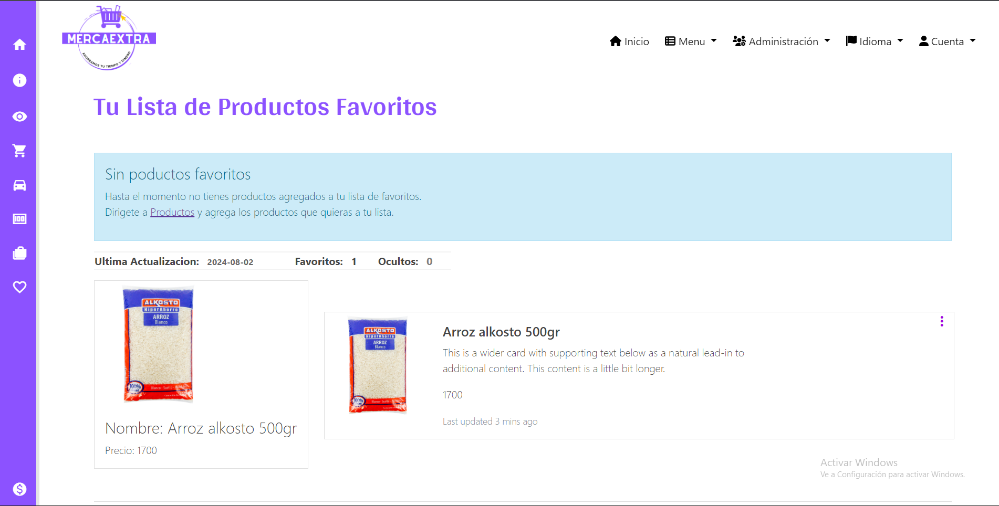 MERCAEXTRA
AHORRAMOS TU TIEMPO Y DINERO
Inicio
Menu
Administración
Idioma
Cuenta
Tu Lista de Productos Favoritos
Sin poductos favoritos
Hasta el momento no tienes productos agregados a tu lista de favoritos.
Dirigete a Productos y agrega los productos que quieras a tu lista.
Ultima Actualizacion: 2024-08-02 Favoritos: 1 Ocultos: 0
100
ALKOSTO
HiperAhorro
ARROZ
Blanco
100%
Nombre: Arroz alkosto 500gr
Precio: 1700
ALKOSTO
HiperAhorro
ARROZ
Blanco
100%
Arroz alkosto 500gr
This is a wider card with supporting text below as a natural lead-in to
additional content. This content is a little bit longer.
1700
Last updated 3 mins ago
Activar Windows
Ve a Configuración para activar Windows.